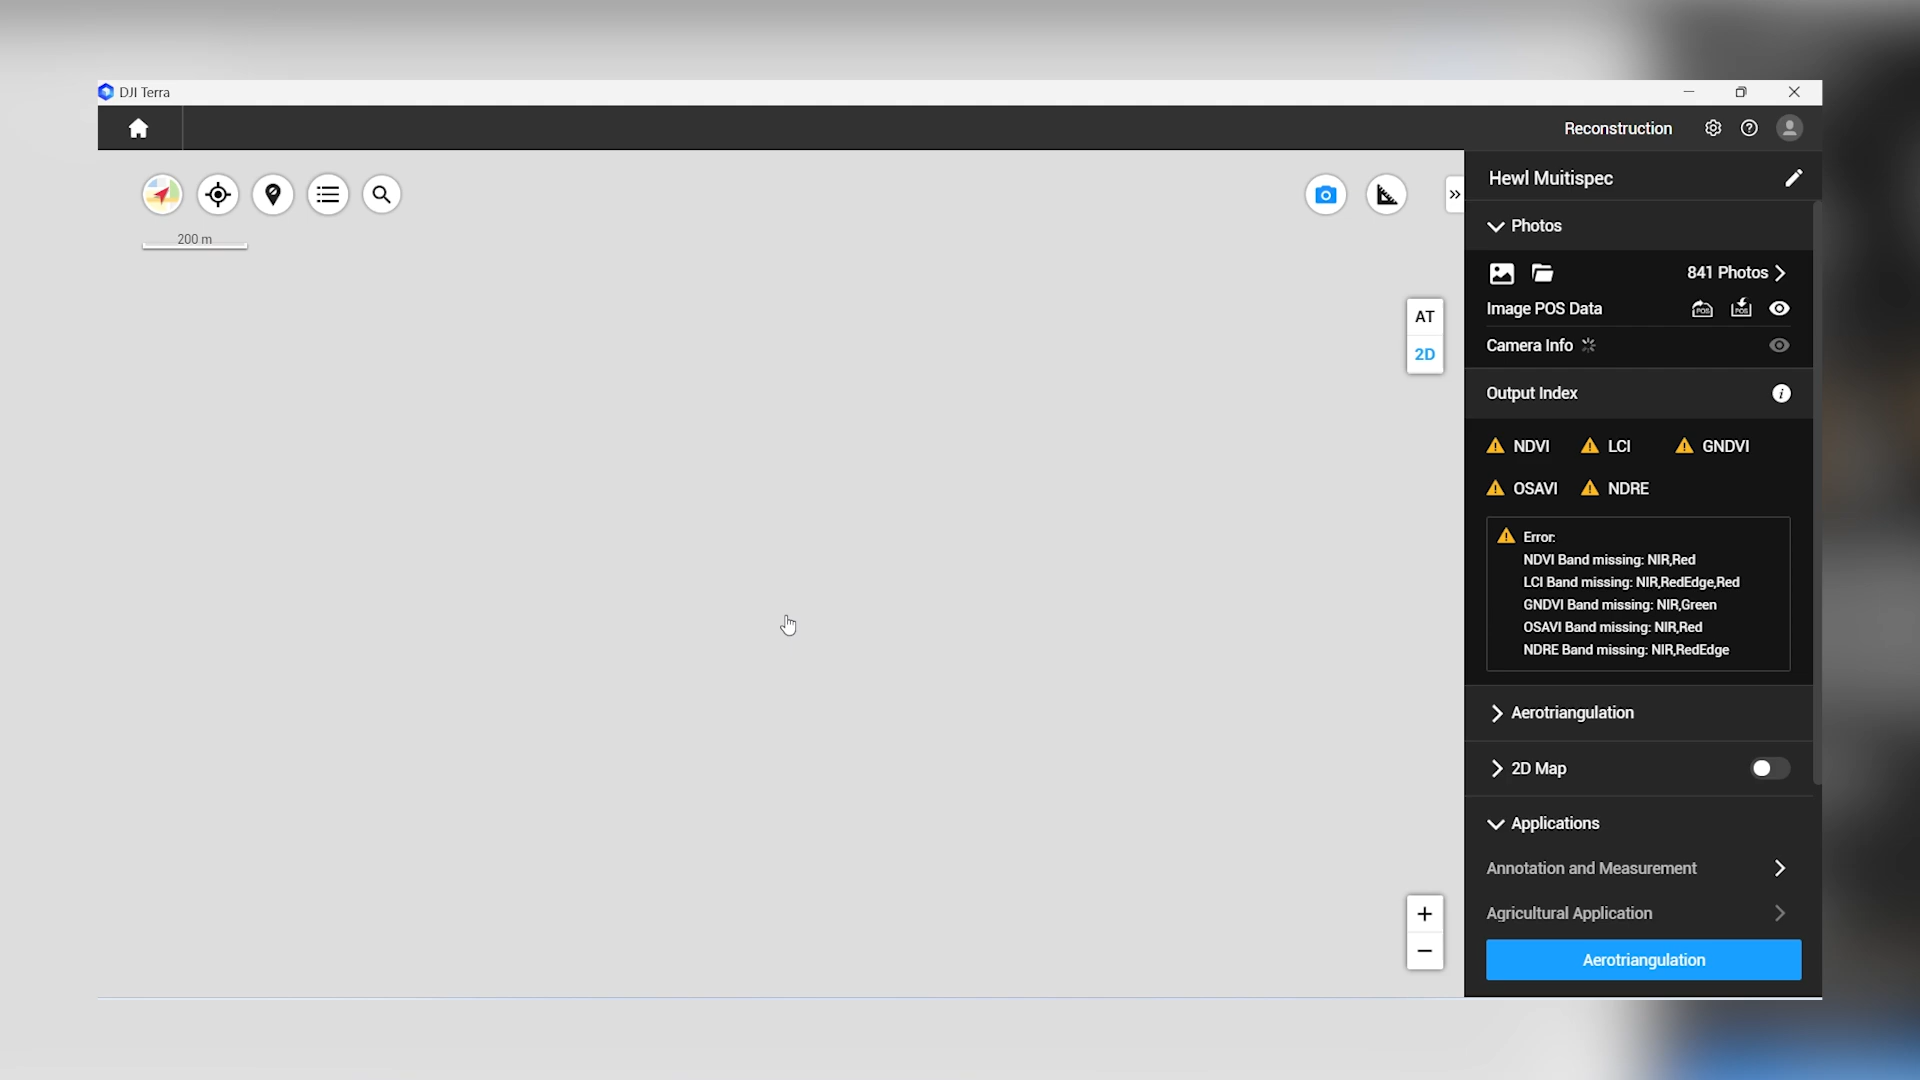 DJI Terra
Reconstruction
200 m
Hewl Muitispec
Photos
841 Photos
Image POS Data
POS
POS
Camera Info
AT
2D
Output Index
NDVI
LCI
GNDVI
OSAVI
NDRE
Error:
NDVI Band missing: NIR,Red
LCI Band missing: NIR,RedEdge,Red
GNDVI Band missing: NIR,Green
OSAVI Band missing: NIR,Red
NDRE Band missing: NIR,RedEdge
Aerotriangulation
2D Map
Applications
Annotation and Measurement
Agricultural Application
Aerotriangulation